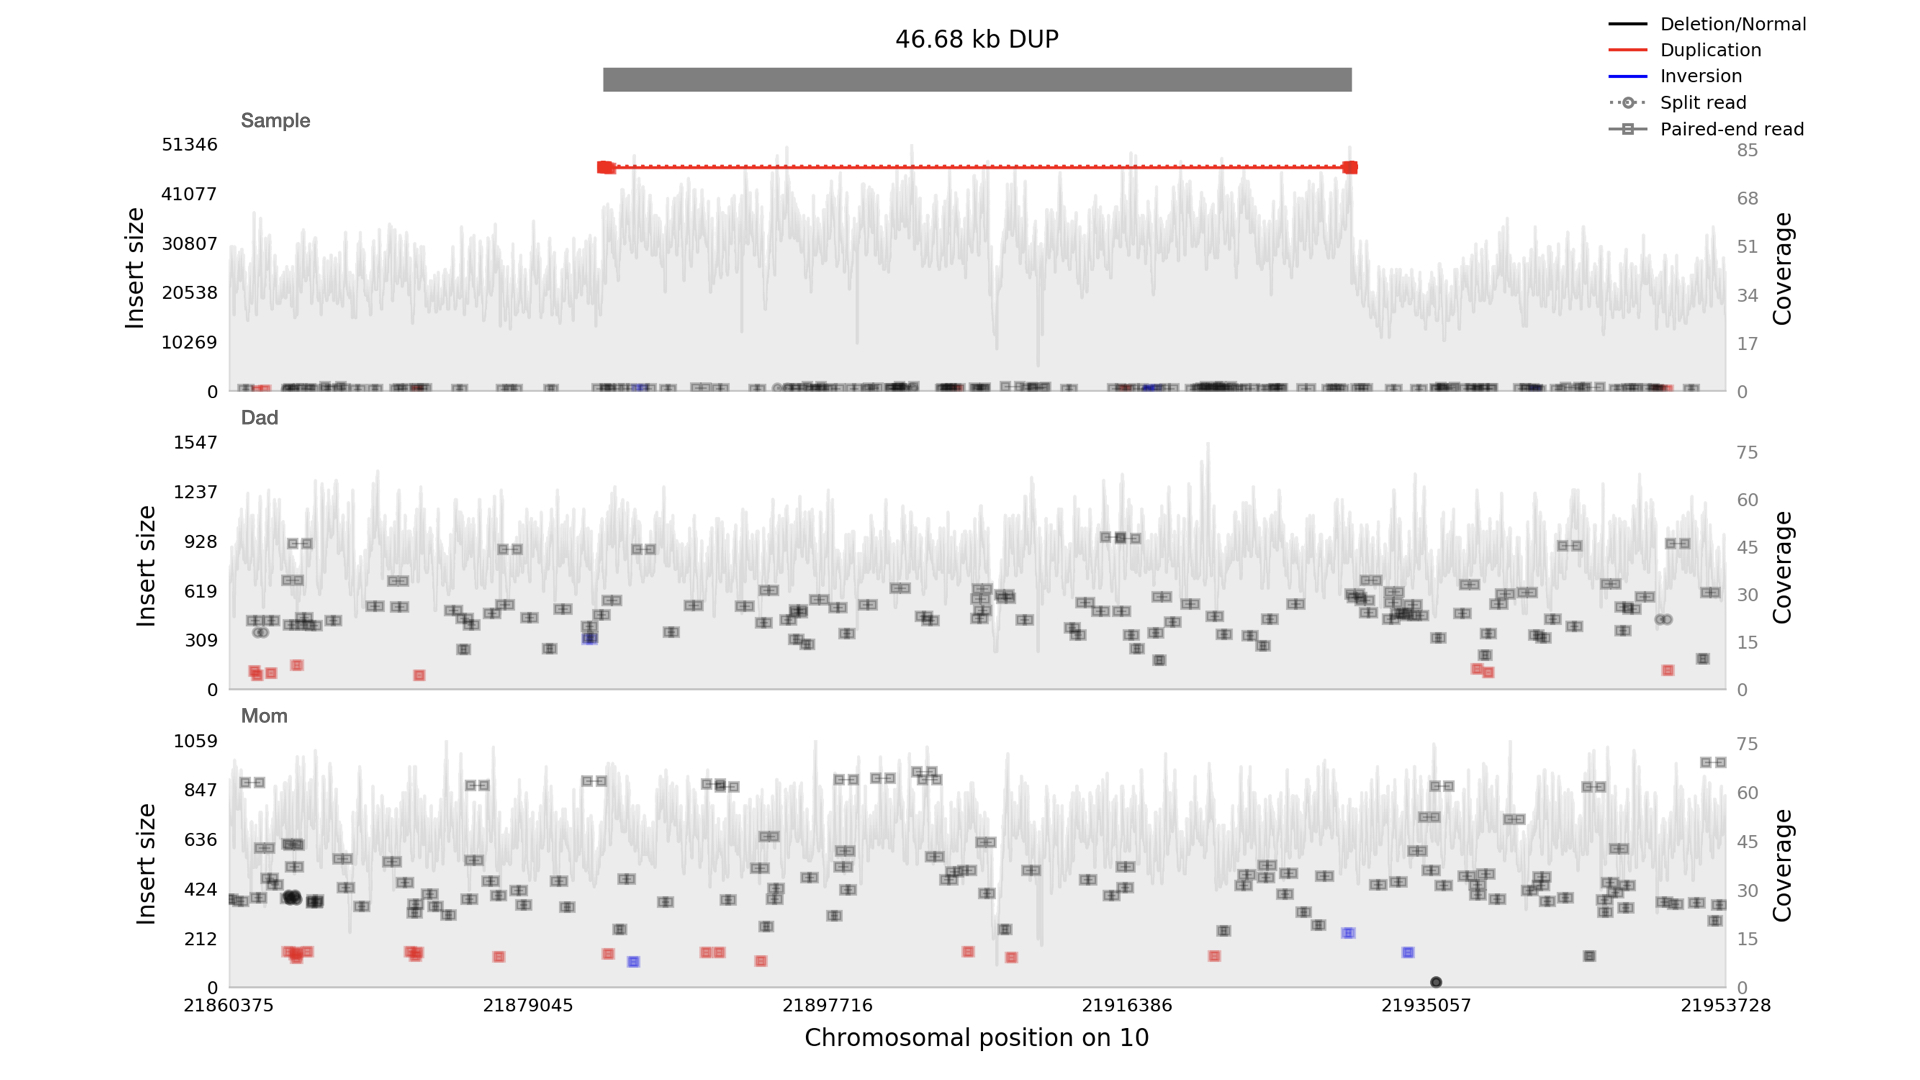 46.68 kb DUP
Deletion/Normal
Duplication
Inversion
Split read
Paired-end read
Sample
51346
41077
30807
20538
10269
0
Insert size
85
68
51
34
17
0
Coverage
Dad
1547
1237
928
619
309
0
Insert size
75
60
45
30
15
0
Coverage
Mom
1059
847
636
424
212
0
Insert size
75
60
45
30
15
0
Coverage
21860375 21879045 21897716 21916386 21935057 21953728
Chromosomal position on 10